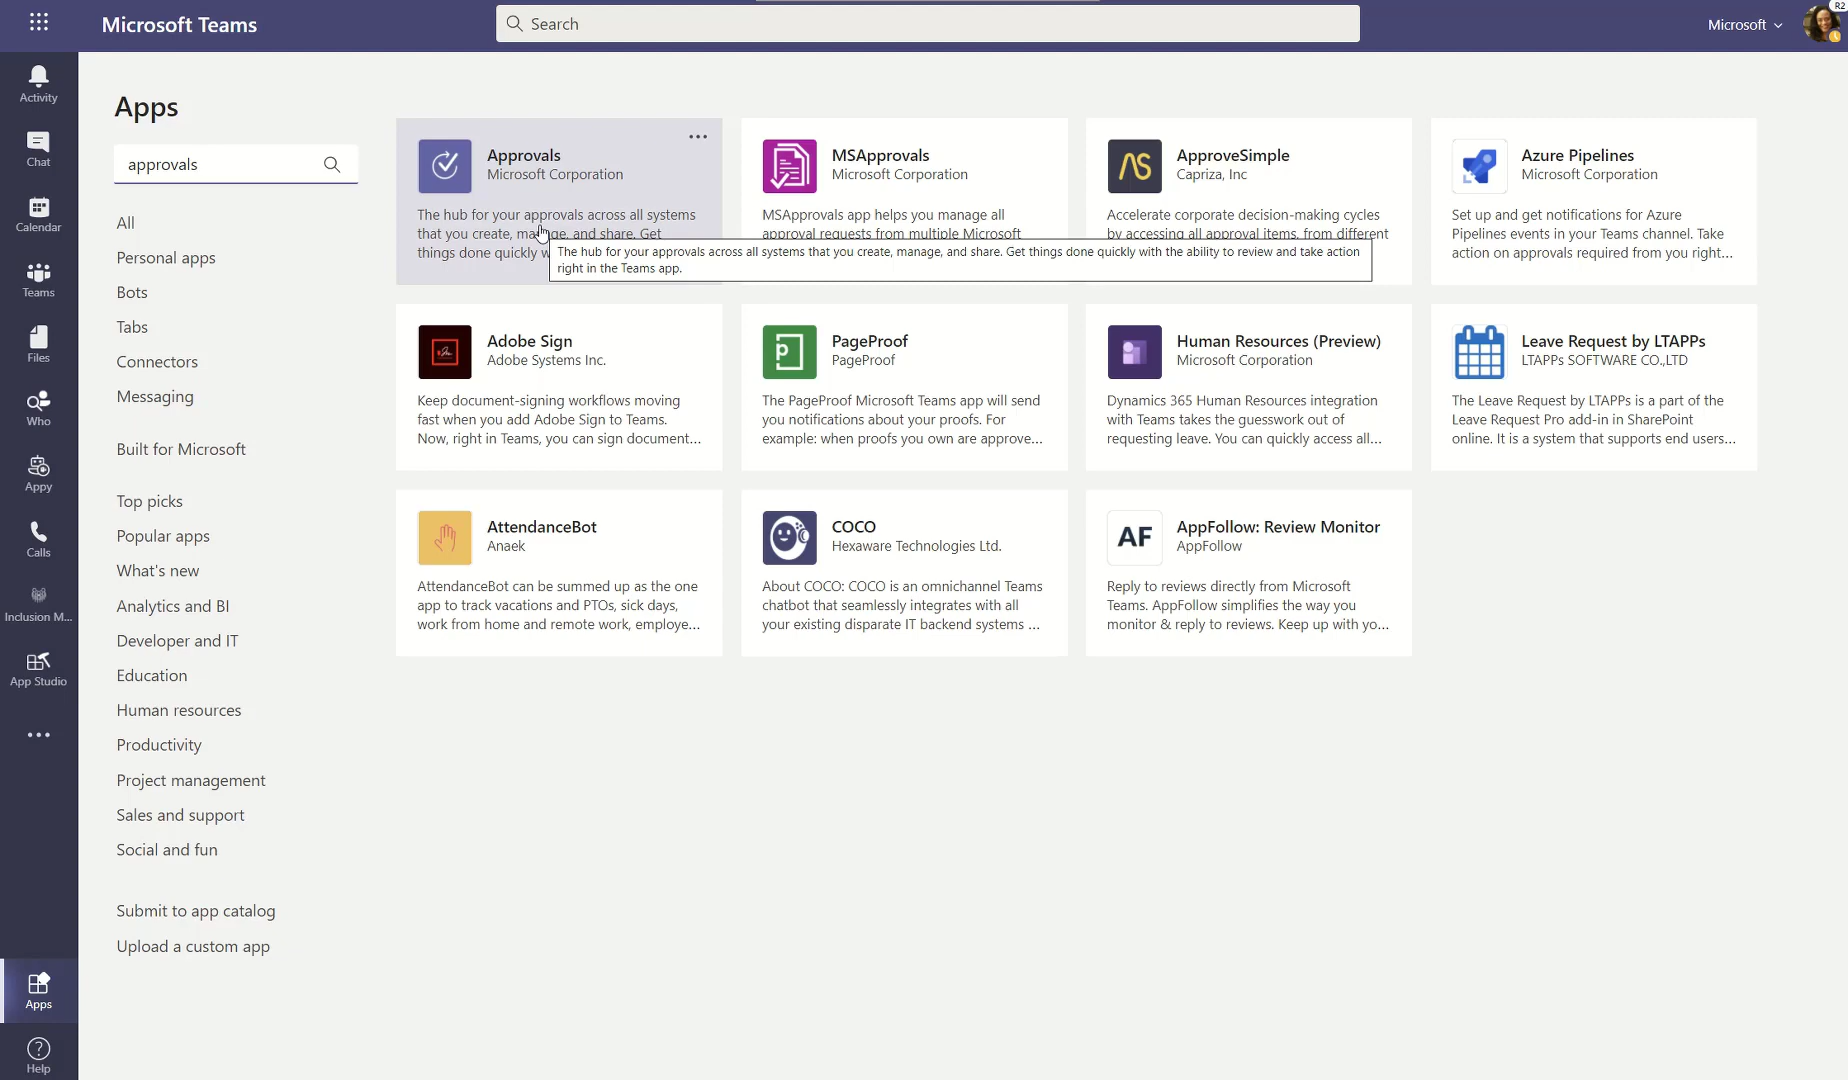 Microsoft Teams
Search
Microsoft
R2
Activity
Chat
Calendar
Teams
Files
Who
Appy
Calls
Inclusion M...
App Studio
Apps
Help
Apps
approvals
All
Personal apps
Bots
Tabs
Connectors
Messaging
Built for Microsoft
Top picks
Popular apps
What's new
Analytics and BI
Developer and IT
Education
Human resources
Productivity
Project management
Sales and support
Social and fun
Submit to app catalog
Upload a custom app
Approvals
Microsoft Corporation
The hub for your approvals across all systems
that you create, manage, and share. Get
things done quickly w
The hub for your approvals across all systems that you create, manage, and share. Get things done quickly with the ability to review and take action
right in the Teams app.
MSApprovals
Microsoft Corporation
MSApprovals app helps you manage all
approval requests from multiple Microsoft
ApproveSimple
Capriza, Inc
Accelerate corporate decision-making cycles
by accessing all approval items, from different
Azure Pipelines
Microsoft Corporation
Set up and get notifications for Azure
Pipelines events in your Teams channel. Take
action on approvals required from you right...
Adobe Sign
Adobe Systems Inc.
Keep document-signing workflows moving
fast when you add Adobe Sign to Teams.
Now, right in Teams, you can sign document...
p
PageProof
PageProof
The PageProof Microsoft Teams app will send
you notifications about your proofs. For
example: when proofs you own are approve...
Human Resources (Preview)
Microsoft Corporation
Dynamics 365 Human Resources integration
with Teams takes the guesswork out of
requesting leave. You can quickly access all...
Leave Request by LTAPPs
LTAPPs SOFTWARE CO.,LTD
The Leave Request by LTAPPs is a part of the
Leave Request Pro add-in in SharePoint
online. It is a system that supports end users...
AttendanceBot
Anaek
AttendanceBot can be summed up as the one
app to track vacations and PTOs, sick days,
work from home and remote work, employe...
COCO
Hexaware Technologies Ltd.
About COCO: COCO is an omnichannel Teams
chatbot that seamlessly integrates with all
your existing disparate IT backend systems ...
AF
AppFollow: Review Monitor
AppFollow
Reply to reviews directly from Microsoft
Teams. AppFollow simplifies the way you
monitor & reply to reviews. Keep up with yo...